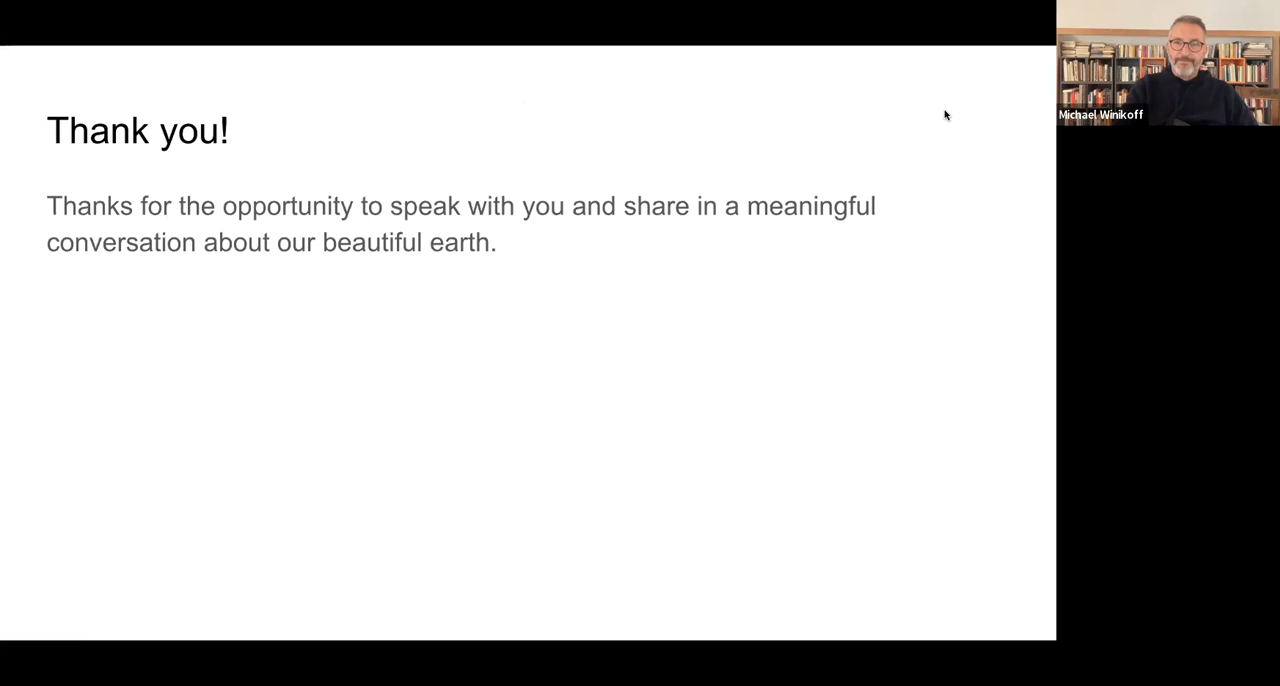 Thank you!
Thanks for the opportunity to speak with you and share in a meaningful
conversation about our beautiful earth.
Michael Winikoff